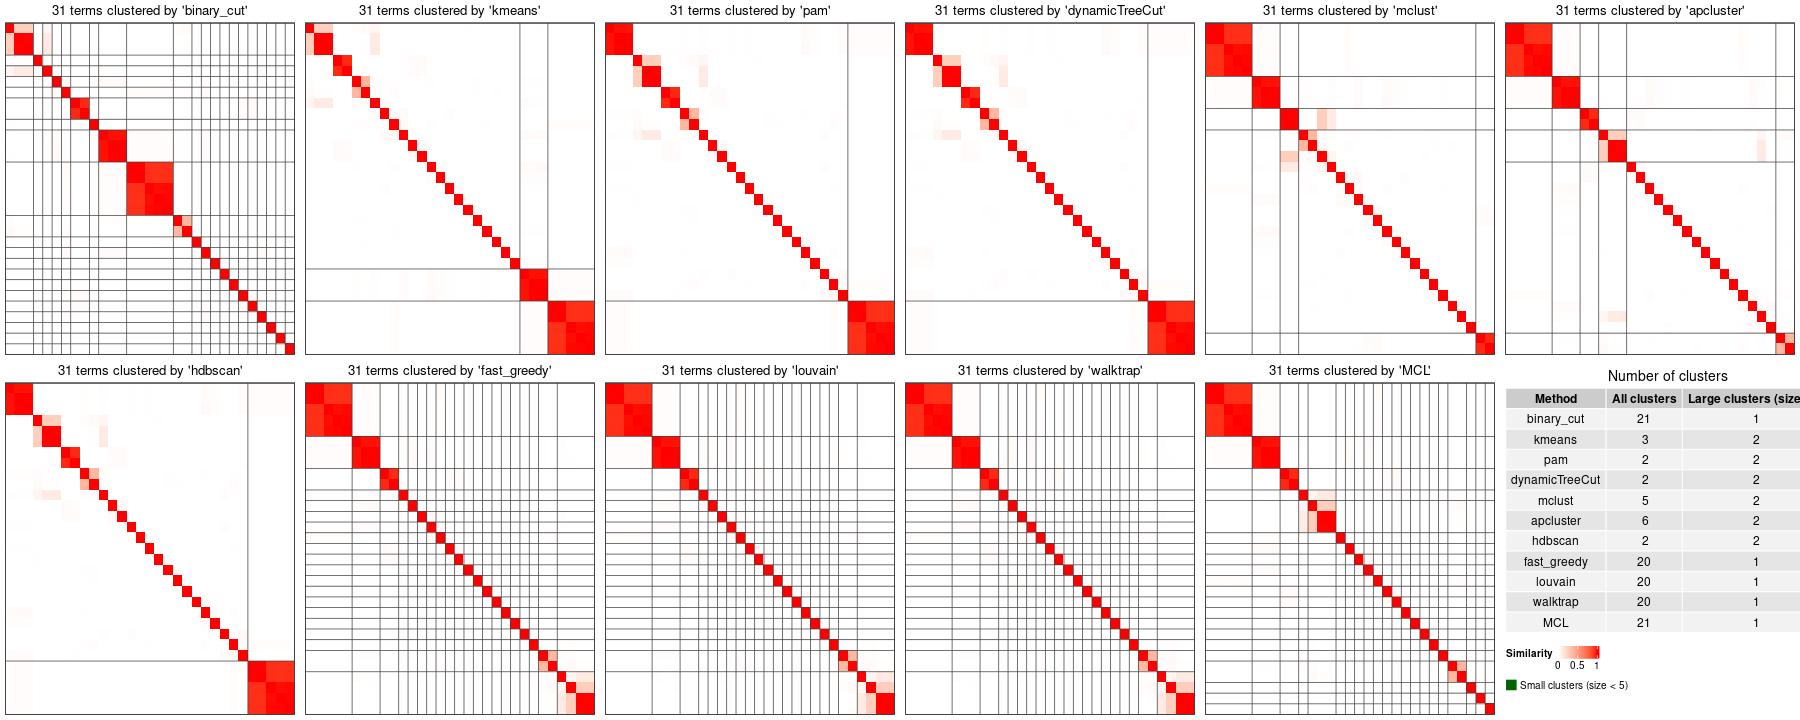 31 terms clustered by 'binary_cut'
31 terms clustered by 'kmeans'
31 terms clustered by 'pam'
31 terms clustered by 'dynamicTreeCut'
31 terms clustered by 'mclust'
31 terms clustered by 'apcluster'
31 terms clustered by 'hdbscan'
31 terms clustered by 'fast_greedy'
31 terms clustered by 'louvain'
31 terms clustered by 'walktrap'
31 terms clustered by 'MCL'
Number of clusters
Method All clusters Large clusters (size
binary_cut 21 1
kmeans 3 2
pam 2 2
dynamicTreeCut 2 2
mclust 5 2
apcluster 6 2
hdbscan 2 2
fast_greedy 20 1
louvain 20 1
walktrap 20 1
MCL 21 1
Similarity
0 0.5 1
Small clusters (size < 5)